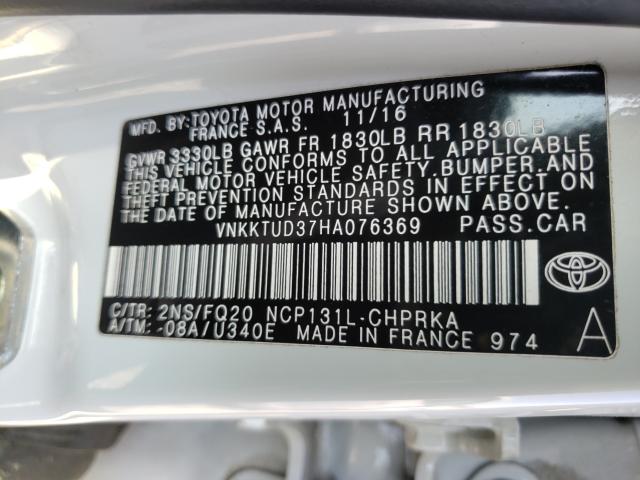 MFD. BY: TOYOTA MOTOR MANUFACTURING
FRANCE S.A.S. 11/16
GVWR 3330LB GAWR FR 1830LB RR 1830LB
THIS VEHICLE CONFORMS TO ALL APPLICABLE
FEDERAL MOTOR VEHICLE SAFETY, BUMPER, AND
THEFT PREVENTION STANDARDS IN EFFECT ON
THE DATE OF MANUFACTURE SHOWN ABOVE.
VNKKTUD37HA076369 PASS.CAR
C/TR: 2NS/FQ20 NCP131L-CHPRKA
A/TM: -08A/U340E MADE IN FRANCE 974 A